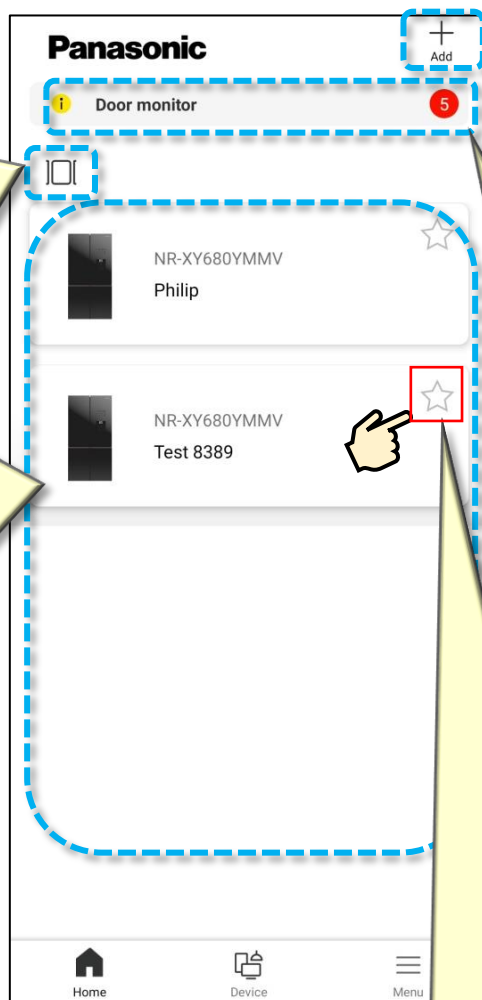 Panasonic
Add
i Door monitor 5
NR-XY680YMMV
Philip
NR-XY680YMMV
Test 8389
Home Device Menu